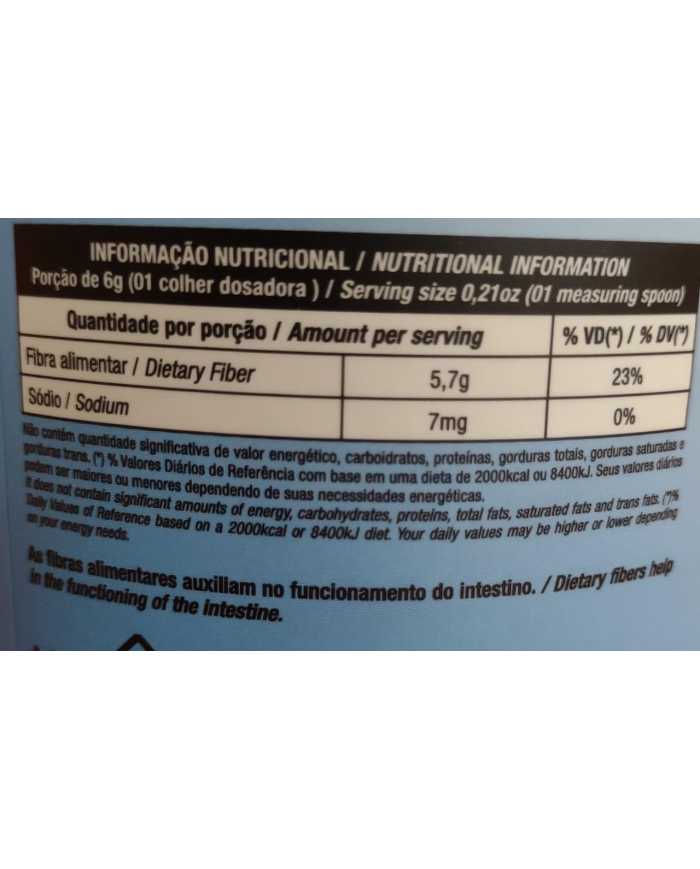 INFORMAÇÃO NUTRICIONAL / NUTRITIONAL INFORMATION
Porção de 6g (01 colher dosadora ) / Serving size 0,21oz (01 measuring spoon)
Quantidade por porção / Amount per serving % VD(*) / % DV(*)
Fibra alimentar / Dietary Fiber 5,7g 23%
Sódio / Sodium 7mg 0%
Não contém quantidade significativa de valor energético, carboidratos, proteínas, gorduras totais, gorduras saturadas e
gorduras trans. (*) % Valores Diários de Referência com base em uma dieta de 2000kcal ou 8400kJ. Seus valores diários
podem ser maiores ou menores dependendo de suas necessidades energéticas.
It does not contain significant amounts of energy, carbohydrates, proteins, total fats, saturated fats and trans fats. (*)%
Daily Values of Reference based on a 2000kcal or 8400kJ diet. Your daily values may be higher or lower depending
on your energy needs.
As fibras alimentares auxiliam no funcionamento do intestino. / Dietary fibers help
in the functioning of the intestine.